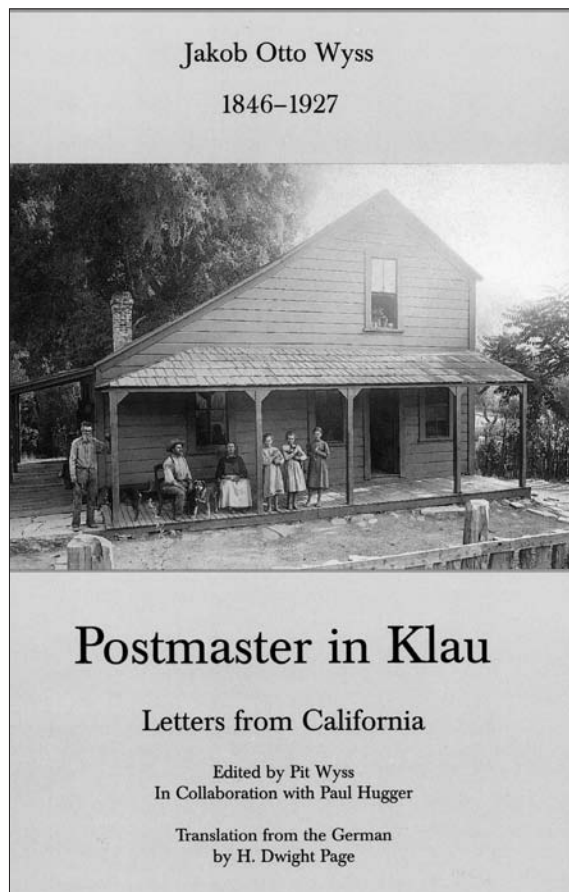 Jakob Otto Wyss
1846–1927
Postmaster in Klau
Letters from California
Edited by Pit Wyss
In Collaboration with Paul Hugger
Translation from the German
by H. Dwight Page